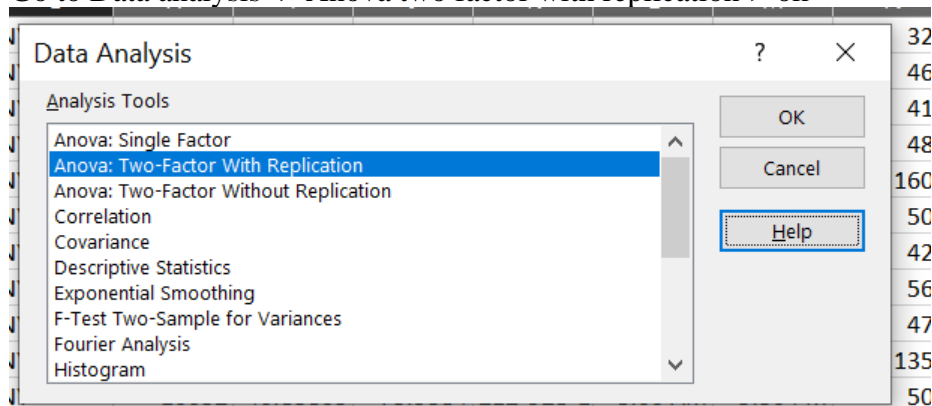 Data Analysis ? ×
Analysis Tools
Anova: Single Factor
Anova: Two-Factor With Replication
Anova: Two-Factor Without Replication
Correlation
Covariance
Descriptive Statistics
Exponential Smoothing
F-Test Two-Sample for Variances
Fourier Analysis
Histogram
OK
Cancel
Help
32
46
41
48
160
50
42
56
47
135
50